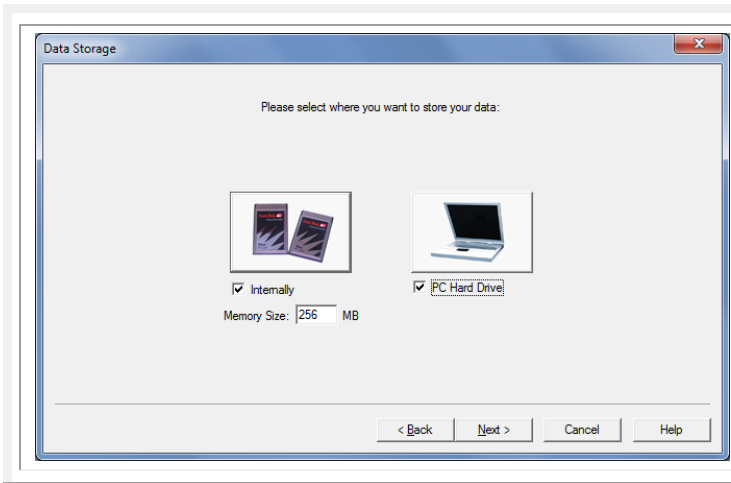 Data Storage
Please select where you want to store your data:
Internally
PC Hard Drive
Memory Size: 256 MB
< Back Next > Cancel Help